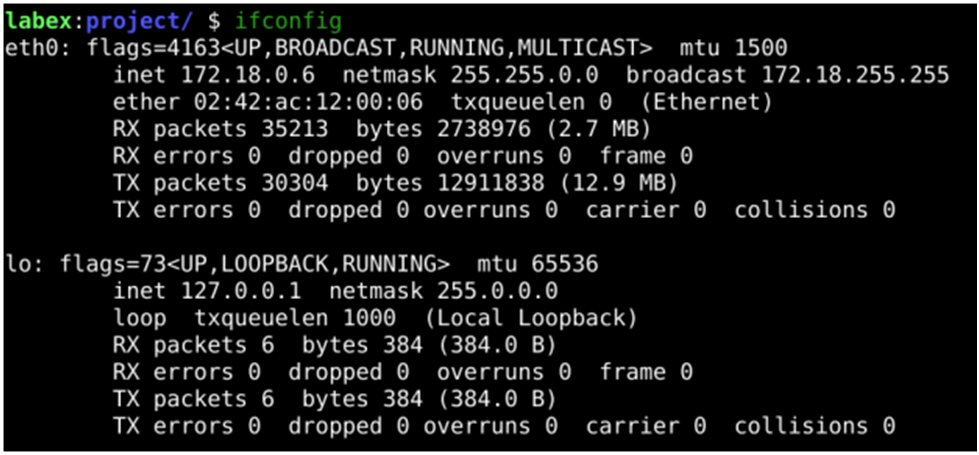 labex:project/ $ ifconfig
eth0: flags=4163<UP,BROADCAST,RUNNING,MULTICAST>  mtu 1500
        inet 172.18.0.6  netmask 255.255.0.0  broadcast 172.18.255.255
        ether 02:42:ac:12:00:06  txqueuelen 0  (Ethernet)
        RX packets 35213  bytes 2738976 (2.7 MB)
        RX errors 0  dropped 0  overruns 0  frame 0
        TX packets 30304  bytes 12911838 (12.9 MB)
        TX errors 0  dropped 0 overruns 0  carrier 0  collisions 0

lo: flags=73<UP,LOOPBACK,RUNNING>  mtu 65536
        inet 127.0.0.1  netmask 255.0.0.0
        loop  txqueuelen 1000  (Local Loopback)
        RX packets 6  bytes 384 (384.0 B)
        RX errors 0  dropped 0  overruns 0  frame 0
        TX packets 6  bytes 384 (384.0 B)
        TX errors 0  dropped 0 overruns 0  carrier 0  collisions 0